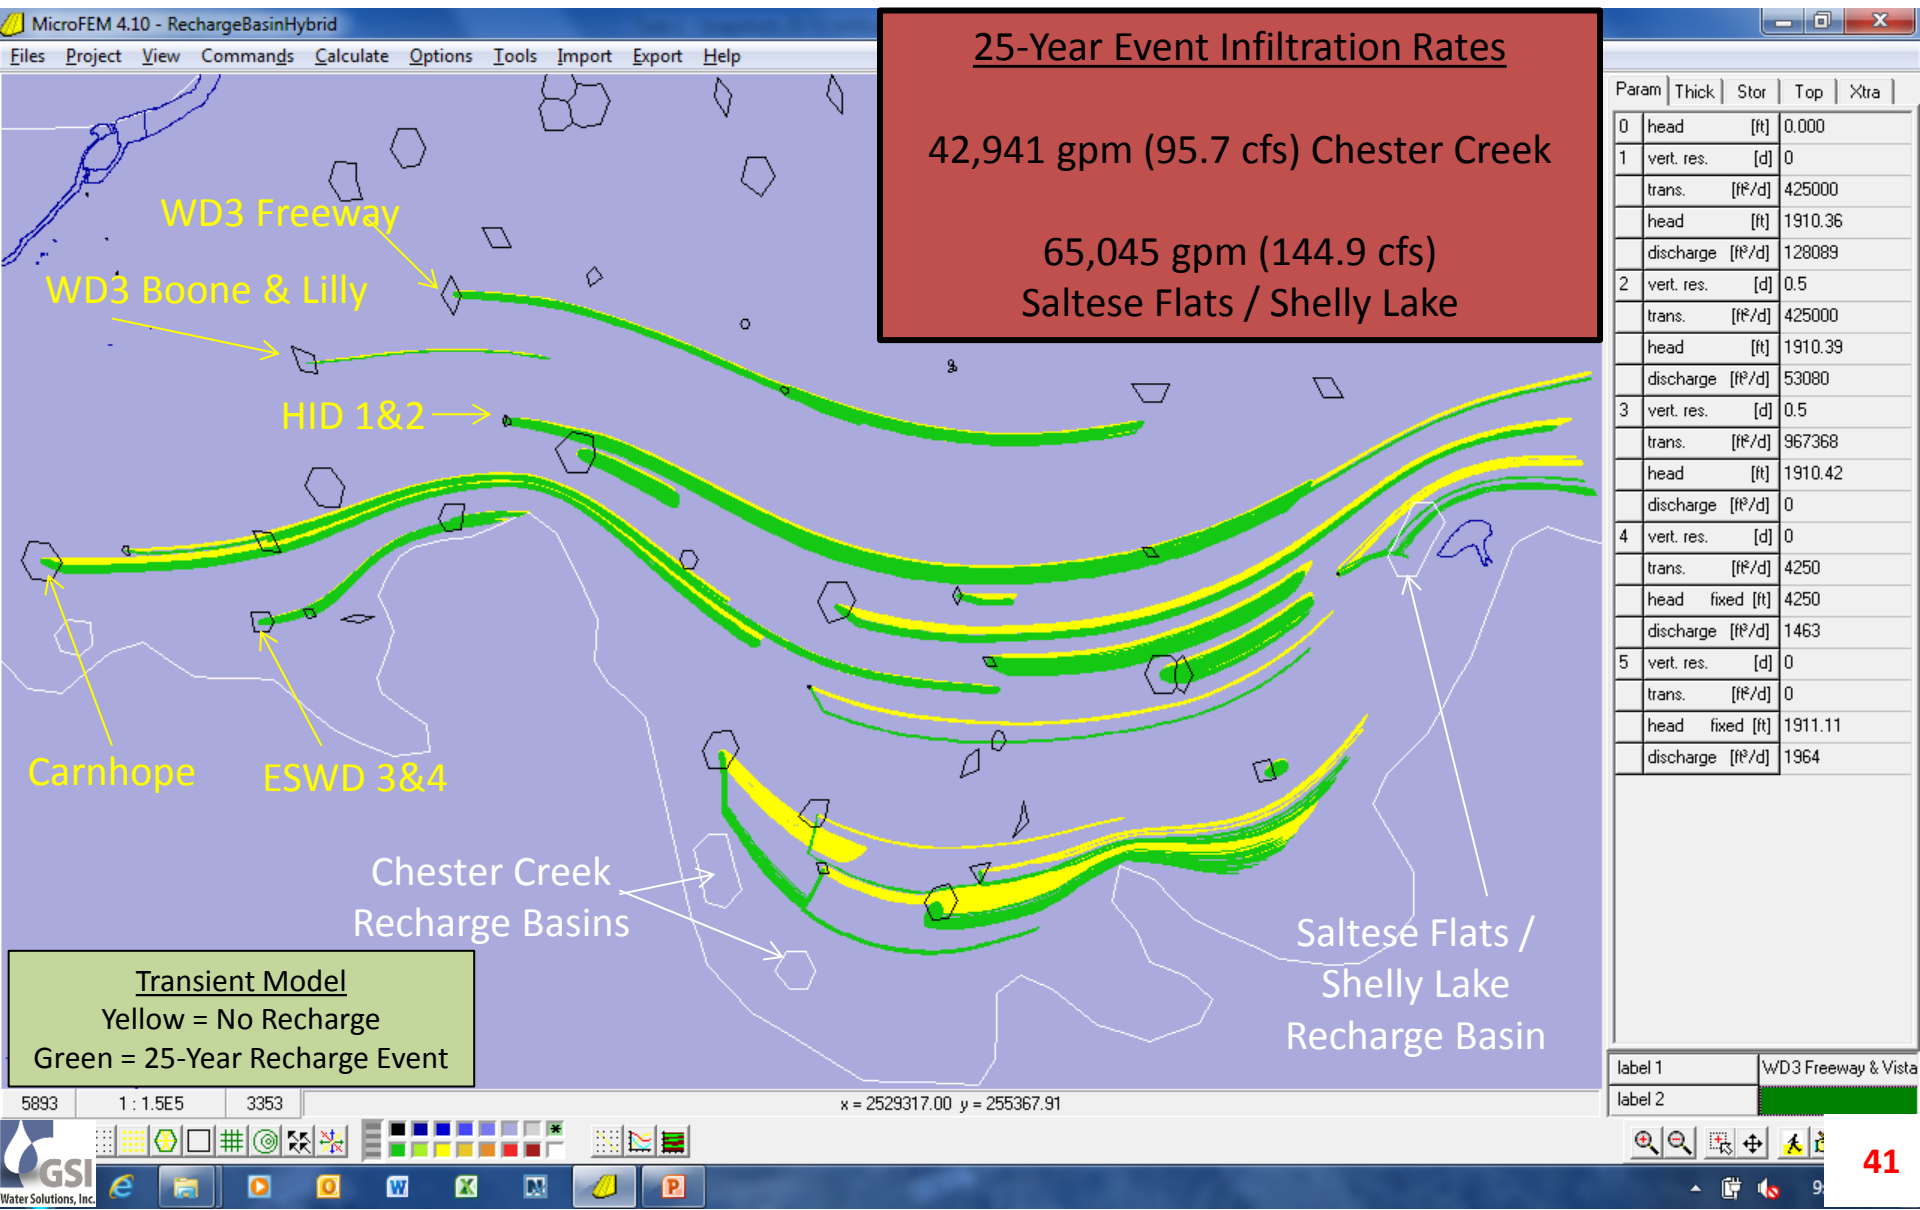 MicroFEM 4.10 - RechargeBasinHybrid
Files Project View Commands Calculate Options Tools Import Export Help
25-Year Event Infiltration Rates
42,941 gpm (95.7 cfs) Chester Creek
65,045 gpm (144.9 cfs)
Saltese Flats / Shelly Lake
WD3 Freeway
WD3 Boone & Lilly
HID 1&2
Carnhope
ESWD 3&4
Chester Creek
Recharge Basins
Saltese Flats /
Shelly Lake
Recharge Basin
Transient Model
Yellow = No Recharge
Green = 25-Year Recharge Event
Param Thick Stor Top Xtra
0 head [ft] 0.000
1 vert. res. [d] 0
trans. [ft²/d] 425000
head [ft] 1910.36
discharge [ft³/d] 128089
2 vert. res. [d] 0.5
trans. [ft²/d] 425000
head [ft] 1910.39
discharge [ft³/d] 53080
3 vert. res. [d] 0.5
trans. [ft²/d] 967368
head [ft] 1910.42
discharge [ft³/d] 0
4 vert. res. [d] 0
trans. [ft²/d] 4250
head fixed [ft] 4250
discharge [ft³/d] 1463
5 vert. res. [d] 0
trans. [ft²/d] 0
head fixed [ft] 1911.11
discharge [ft³/d] 1964
label 1 WD3 Freeway & Vista
label 2
5893 1 : 1.5E5 3353 x = 2529317.00 y = 255367.91
GSI
Water Solutions, Inc.
41